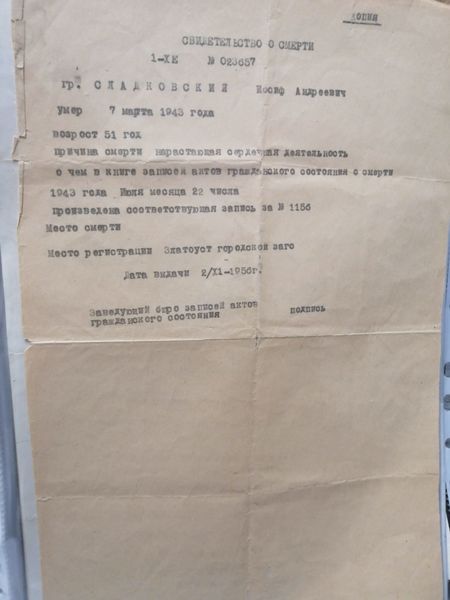 КОПИЯ
СВИДЕТЕЛЬСТВО О СМЕРТИ
1-ХЕ № 023657
гр. СЛАДКОВСКИЙ Иосиф Андреевич
умер 7 марта 1943 года
возрост 51 год
причина смерти нарастающая сердечная деятельность
о чем в книге записей актов гражданского состояния о смерти
1943 года Июля месяца 22 числа
произведена соответствующая запись за № 1156
Место смерти
Место регистрации Златоуст городской заго
Дата выдачи 2/XI-1956г.
Заведующий бюро записей актов подпись
гражданского состояния